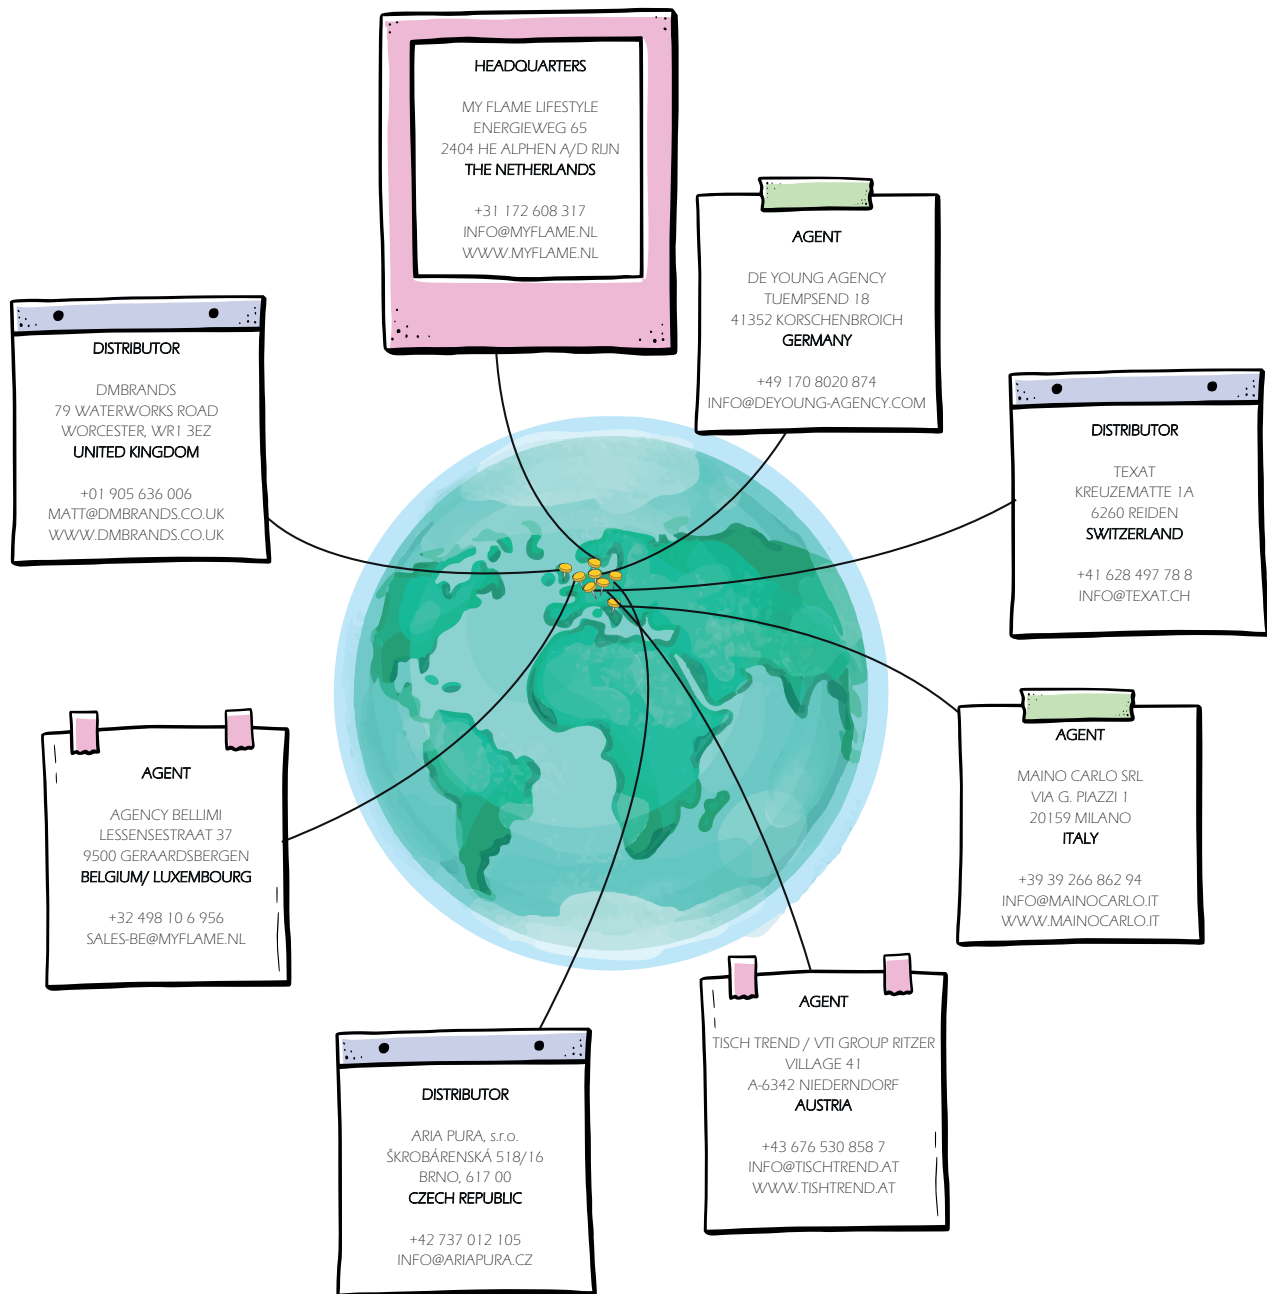 HEADQUARTERS
MY FLAME LIFESTYLE
ENERGIEWEG 65
2404 HE ALPHEN A/D RIJN
THE NETHERLANDS
+31 172 608 317
INFO@MYFLAME.NL
WWW.MYFLAME.NL
AGENT
DE YOUNG AGENCY
TUEMPSEND 18
41352 KORSCHENBROICH
GERMANY
+49 170 8020 874
INFO@DEYOUNG-AGENCY.COM
DISTRIBUTOR
DMBRANDS
79 WATERWORKS ROAD
WORCESTER, WR1 3EZ
UNITED KINGDOM
+01 905 636 006
MATT@DMBRANDS.CO.UK
WWW.DMBRANDS.CO.UK
DISTRIBUTOR
TEXAT
KREUZEMATTE 1A
6260 REIDEN
SWITZERLAND
+41 628 497 78 8
INFO@TEXAT.CH
AGENT
AGENCY BELLIMI
LESSENSESTRAAT 37
9500 GERAARDSBERGEN
BELGIUM/ LUXEMBOURG
+32 498 10 6 956
SALES-BE@MYFLAME.NL
AGENT
MAINO CARLO SRL
VIA G. PIAZZI 1
20159 MILANO
ITALY
+39 39 266 862 94
INFO@MAINOCARLO.IT
WWW.MAINOCARLO.IT
AGENT
TISCH TREND / VTI GROUP RITZER
VILLAGE 41
A-6342 NIEDERNDORF
AUSTRIA
+43 676 530 858 7
INFO@TISCHTREND.AT
WWW.TISHTREND.AT
DISTRIBUTOR
ARIA PURA, s.r.o.
ŠKROBÁRENSKÁ 518/16
BRNO, 617 00
CZECH REPUBLIC
+42 737 012 105
INFO@ARIAPURA.CZ